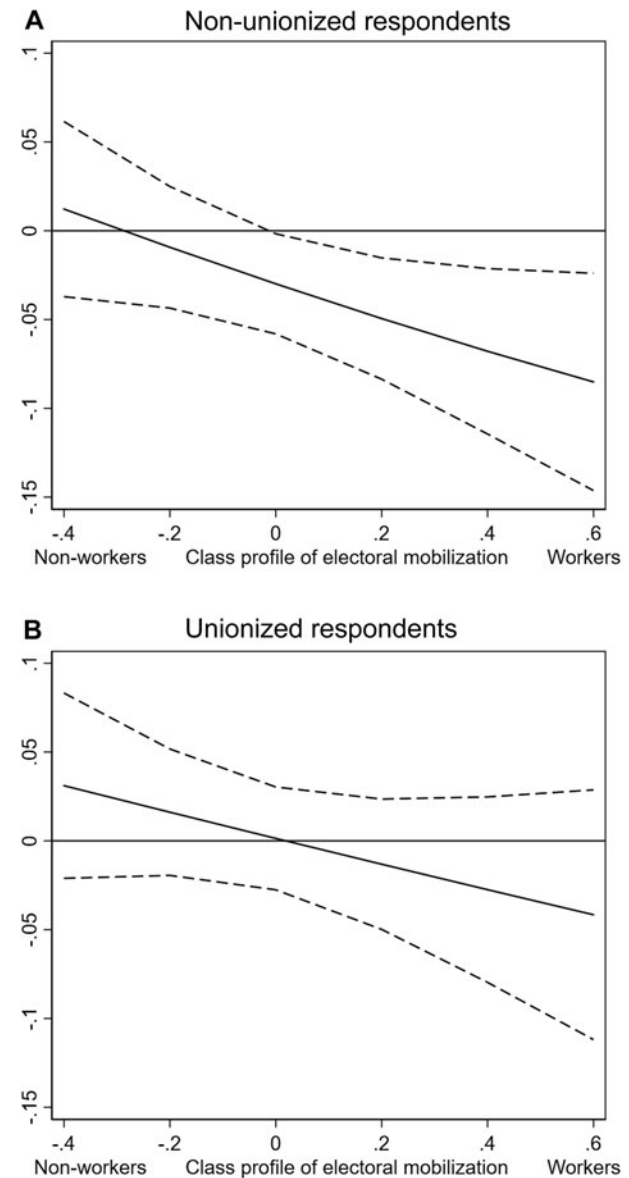 A Non-unionized respondents
.1
.05
0
-.05
-.1
-.15
-.4 -.2 0 .2 .4 .6
Non-workers Class profile of electoral mobilization Workers
B Unionized respondents
.1
.05
0
-.05
-.1
-.15
-.4 -.2 0 .2 .4 .6
Non-workers Class profile of electoral mobilization Workers